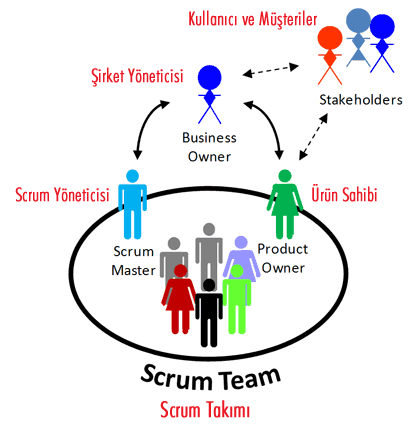 Kullanıcı ve Müşteriler
Şirket Yöneticisi
Stakeholders
Business
Owner
Scrum Yöneticisi
Ürün Sahibi
Scrum
Master
Product
Owner
Scrum Team
Scrum Takımı